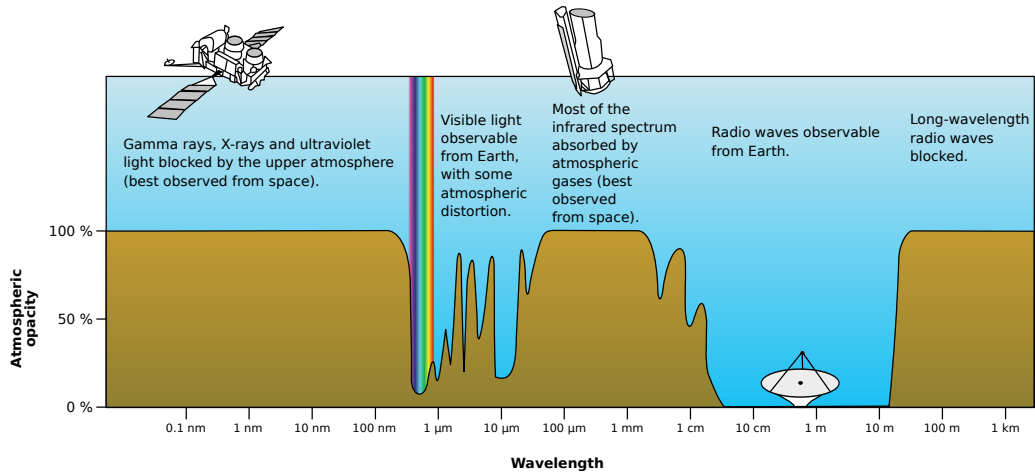 Gamma rays, X-rays and ultraviolet
light blocked by the upper atmosphere
(best observed from space).
Visible light
observable
from Earth,
with some
atmospheric
distortion.
Most of the
infrared spectrum
absorbed by
atmospheric
gases (best
observed
from space).
Radio waves observable
from Earth.
Long-wavelength
radio waves
blocked.
Atmospheric
opacity
100 %
50 %
0 %
0.1 nm
1 nm
10 nm
100 nm
1 μm
10 μm
100 μm
1 mm
1 cm
10 cm
1 m
10 m
100 m
1 km
Wavelength